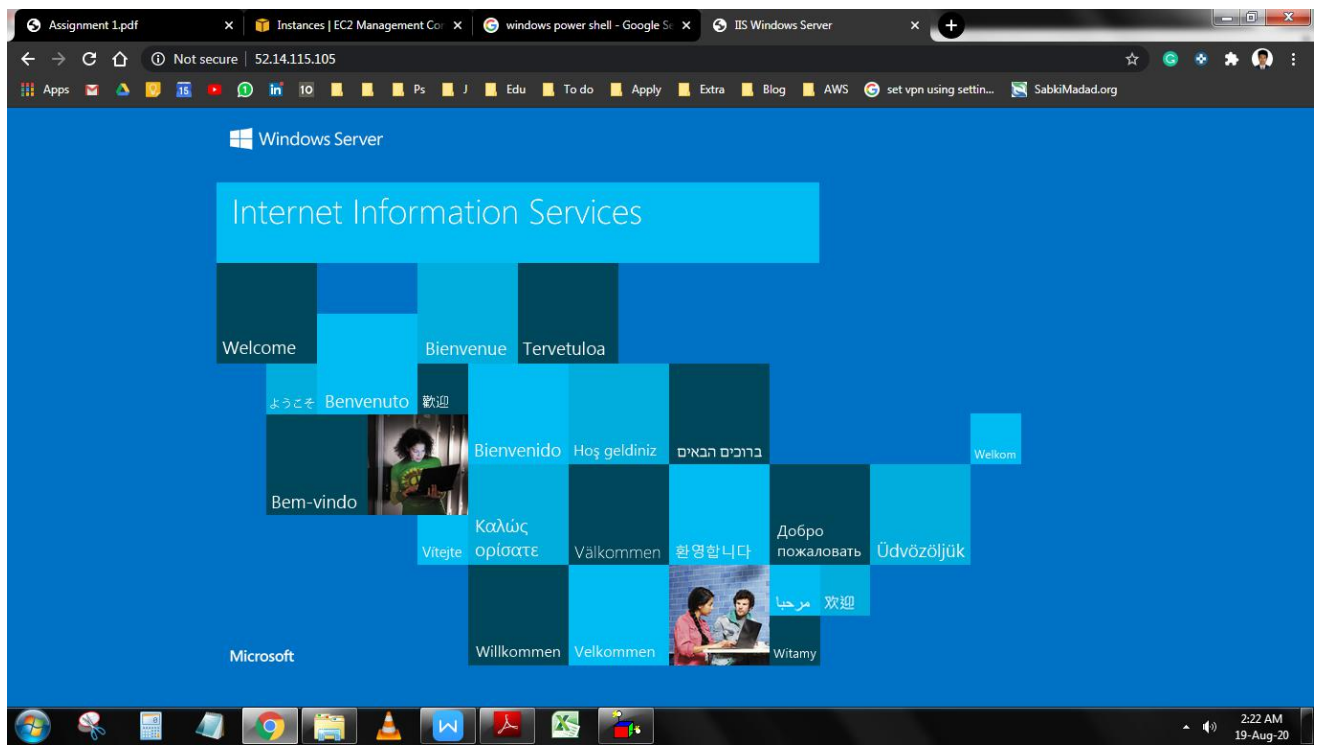 Assignment 1.pdf
Instances | EC2 Management Cor
windows power shell - Google Se
IIS Windows Server
Not secure | 52.14.115.105
Apps
15
1
in
10
Ps
J
Edu
To do
Apply
Extra
Blog
AWS
set vpn using settin...
SabkiMadad.org
Windows Server
Internet Information Services
Welcome
Bienvenue
Tervetuloa
ようこそ
Benvenuto
歡迎
Bienvenido
Hoş geldiniz
ברוכים הבאים
Welkom
Bem-vindo
Vítejte
Καλώς
ορίσατε
Välkommen
환영합니다
Добро
пожаловать
Üdvözöljük
مرحبا
欢迎
Microsoft
Willkommen
Velkommen
Witamy
2:22 AM
19-Aug-20